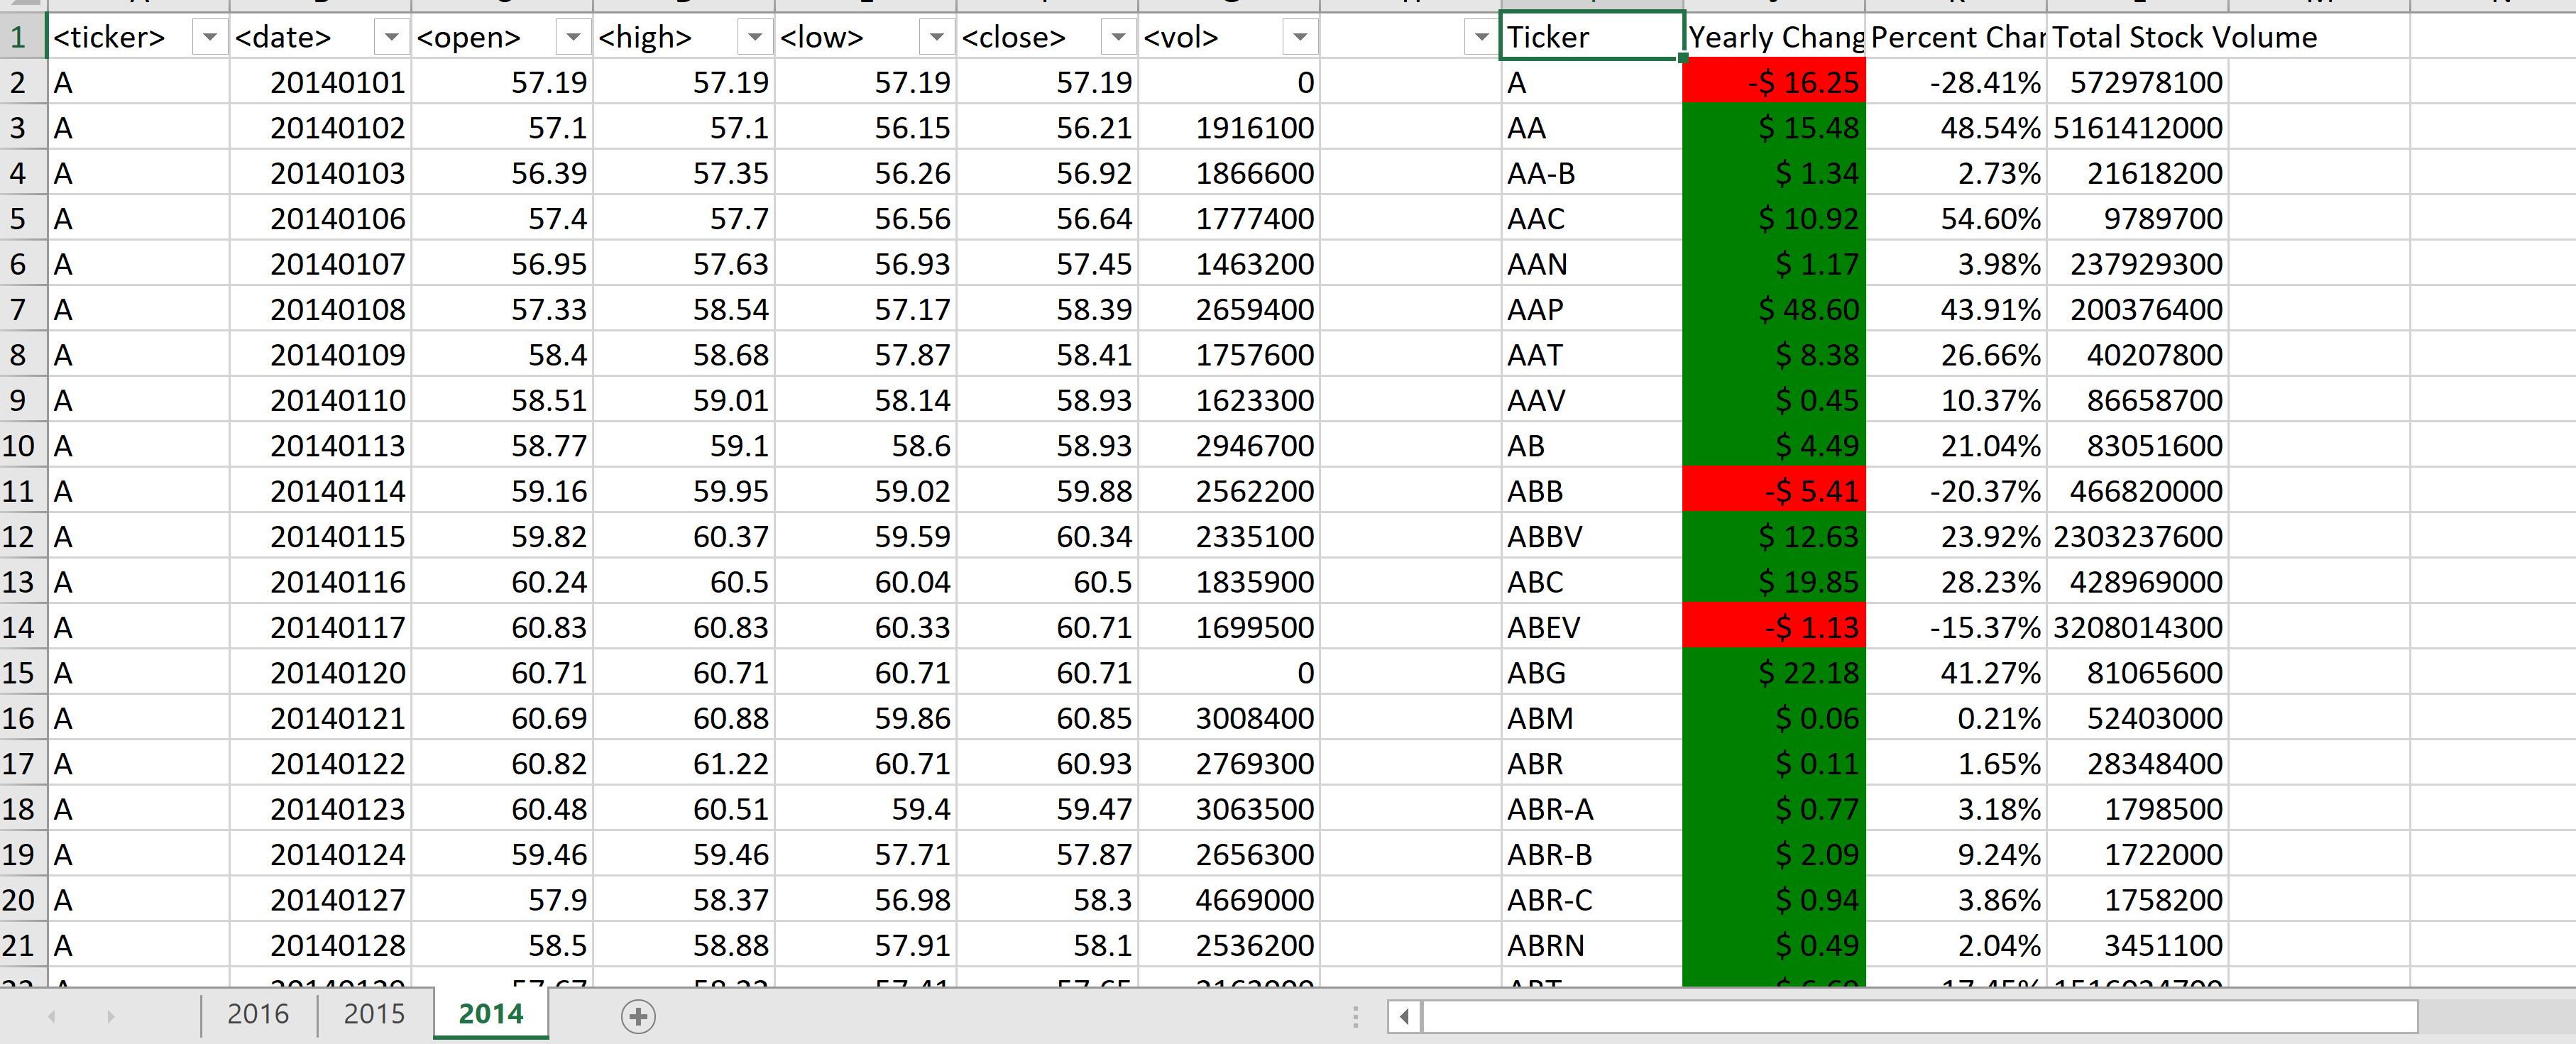 1 <ticker> <date> <open> <high> <low> <close> <vol> Ticker Yearly Chang Percent Char Total Stock Volume
2 A 20140101 57.19 57.19 57.19 57.19 0 A -$ 16.25 -28.41% 572978100
3 A 20140102 57.1 57.1 56.15 56.21 1916100 AA $ 15.48 48.54% 5161412000
4 A 20140103 56.39 57.35 56.26 56.92 1866600 AA-B $ 1.34 2.73% 21618200
5 A 20140106 57.4 57.7 56.56 56.64 1777400 AAC $ 10.92 54.60% 9789700
6 A 20140107 56.95 57.63 56.93 57.45 1463200 AAN $ 1.17 3.98% 237929300
7 A 20140108 57.33 58.54 57.17 58.39 2659400 AAP $ 48.60 43.91% 200376400
8 A 20140109 58.4 58.68 57.87 58.41 1757600 AAT $ 8.38 26.66% 40207800
9 A 20140110 58.51 59.01 58.14 58.93 1623300 AAV $ 0.45 10.37% 86658700
10 A 20140113 58.77 59.1 58.6 58.93 2946700 AB $ 4.49 21.04% 83051600
11 A 20140114 59.16 59.95 59.02 59.88 2562200 ABB -$ 5.41 -20.37% 466820000
12 A 20140115 59.82 60.37 59.59 60.34 2335100 ABBV $ 12.63 23.92% 2303237600
13 A 20140116 60.24 60.5 60.04 60.5 1835900 ABC $ 19.85 28.23% 428969000
14 A 20140117 60.83 60.83 60.33 60.71 1699500 ABEV -$ 1.13 -15.37% 3208014300
15 A 20140120 60.71 60.71 60.71 60.71 0 ABG $ 22.18 41.27% 81065600
16 A 20140121 60.69 60.88 59.86 60.85 3008400 ABM $ 0.06 0.21% 52403000
17 A 20140122 60.82 61.22 60.71 60.93 2769300 ABR $ 0.11 1.65% 28348400
18 A 20140123 60.48 60.51 59.4 59.47 3063500 ABR-A $ 0.77 3.18% 1798500
19 A 20140124 59.46 59.46 57.71 57.87 2656300 ABR-B $ 2.09 9.24% 1722000
20 A 20140127 57.9 58.37 56.98 58.3 4669000 ABR-C $ 0.94 3.86% 1758200
21 A 20140128 58.5 58.88 57.91 58.1 2536200 ABRN $ 0.49 2.04% 3451100
2016 2015 2014